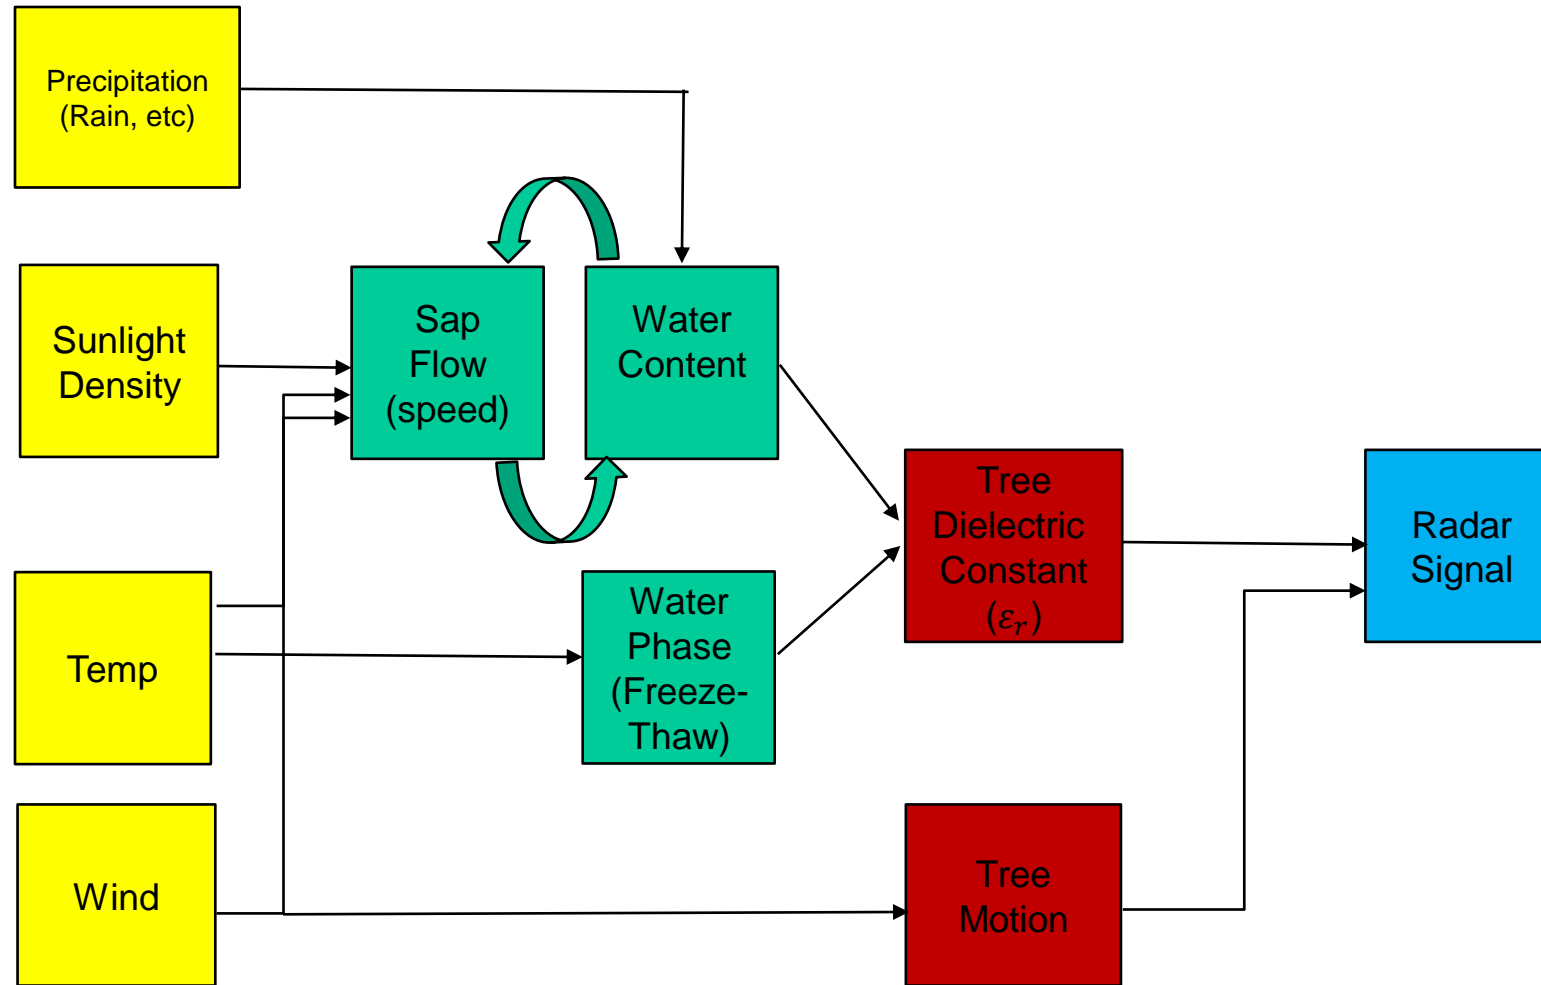 Precipitation
(Rain, etc)
Sunlight
Density
Sap
Flow
(speed)
Water
Content
Temp
Water
Phase
(Freeze-
Thaw)
Tree
Dielectric
Constant
(εᵣ)
Radar
Signal
Wind
Tree
Motion